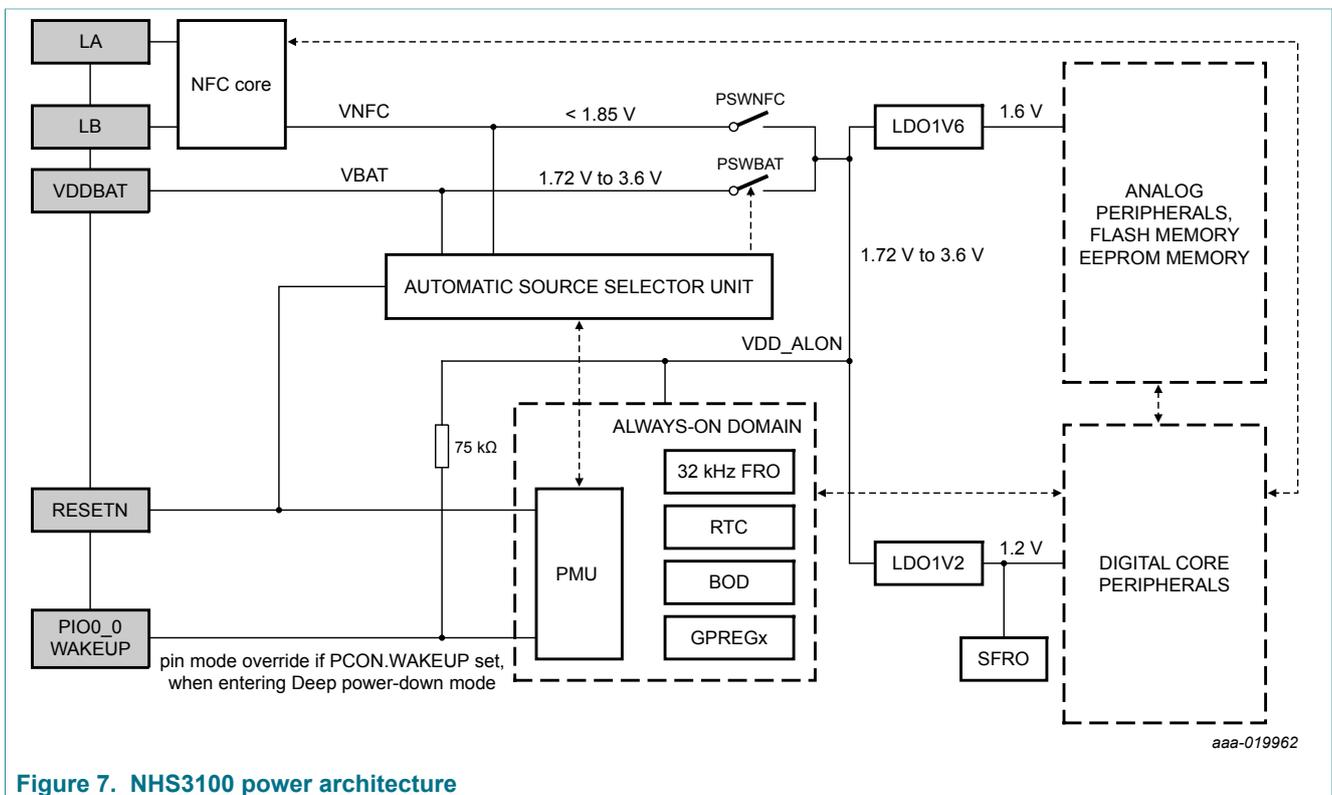 LA
LB
VDDBAT
RESETN
PIO0_0
WAKEUP
NFC core
VNFC
< 1.85 V
PSWNFC
VBAT
1.72 V to 3.6 V
PSWBAT
LDO1V6
1.6 V
ANALOG
PERIPHERALS,
FLASH MEMORY
EEPROM MEMORY
1.72 V to 3.6 V
AUTOMATIC SOURCE SELECTOR UNIT
VDD_ALON
75 kΩ
ALWAYS-ON DOMAIN
32 kHz FRO
RTC
BOD
GPREGx
PMU
LDO1V2
1.2 V
SFRO
DIGITAL CORE
PERIPHERALS
pin mode override if PCON.WAKEUP set,
when entering Deep power-down mode
aaa-019962
Figure 7. NHS3100 power architecture